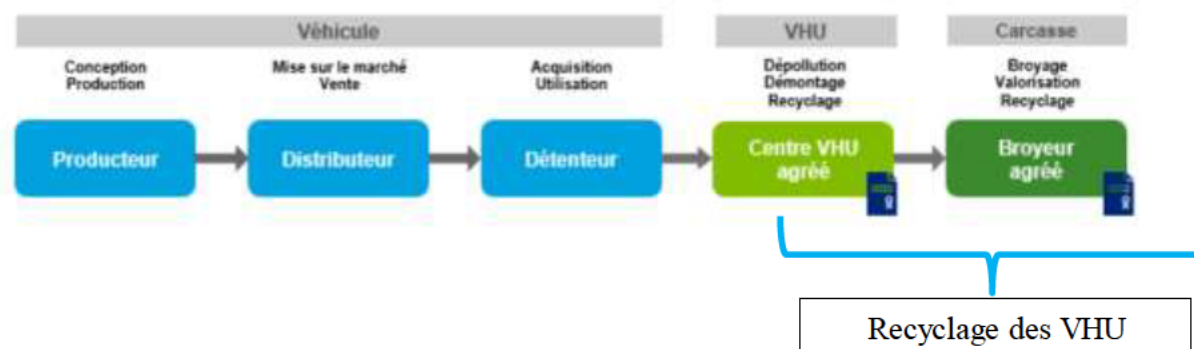 Véhicule
VHU
Carcasse
Conception
Production
Mise sur le marché
Vente
Acquisition
Utilisation
Dépollution
Démontage
Recyclage
Broyage
Valorisation
Recyclage
Producteur
Distributeur
Détenteur
Centre VHU
agréé
Broyeur
agréé
Recyclage des VHU